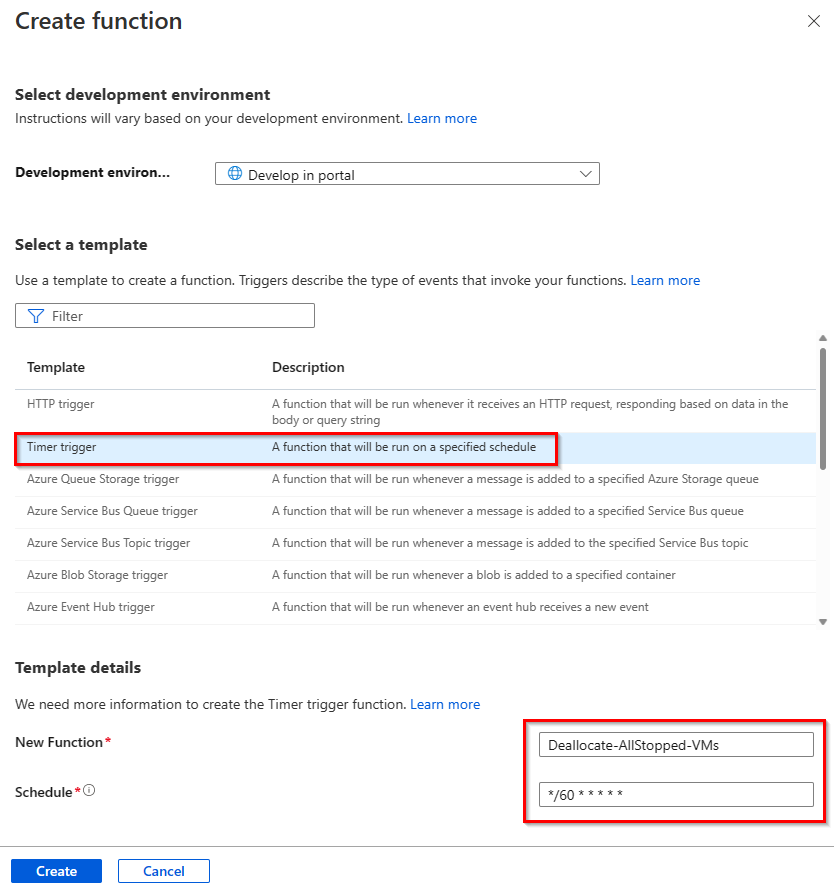 Create function
Select development environment
Instructions will vary based on your development environment. Learn more
Development environ...
Develop in portal
Select a template
Use a template to create a function. Triggers describe the type of events that invoke your functions. Learn more
Filter
Template Description
HTTP trigger A function that will be run whenever it receives an HTTP request, responding based on data in the
body or query string
Timer trigger A function that will be run on a specified schedule
Azure Queue Storage trigger A function that will be run whenever a message is added to a specified Azure Storage queue
Azure Service Bus Queue trigger A function that will be run whenever a message is added to a specified Service Bus queue
Azure Service Bus Topic trigger A function that will be run whenever a message is added to the specified Service Bus topic
Azure Blob Storage trigger A function that will be run whenever a blob is added to a specified container
Azure Event Hub trigger A function that will be run whenever an event hub receives a new event
Template details
We need more information to create the Timer trigger function. Learn more
New Function* Deallocate-AllStopped-VMs
Schedule* */60 * * * * *
Create Cancel